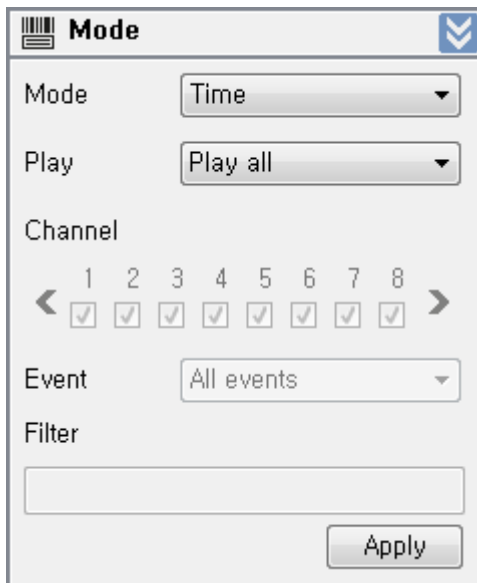 Mode
Mode Time
Play Play all
Channel
1 2 3 4 5 6 7 8
Event All events
Filter
Apply